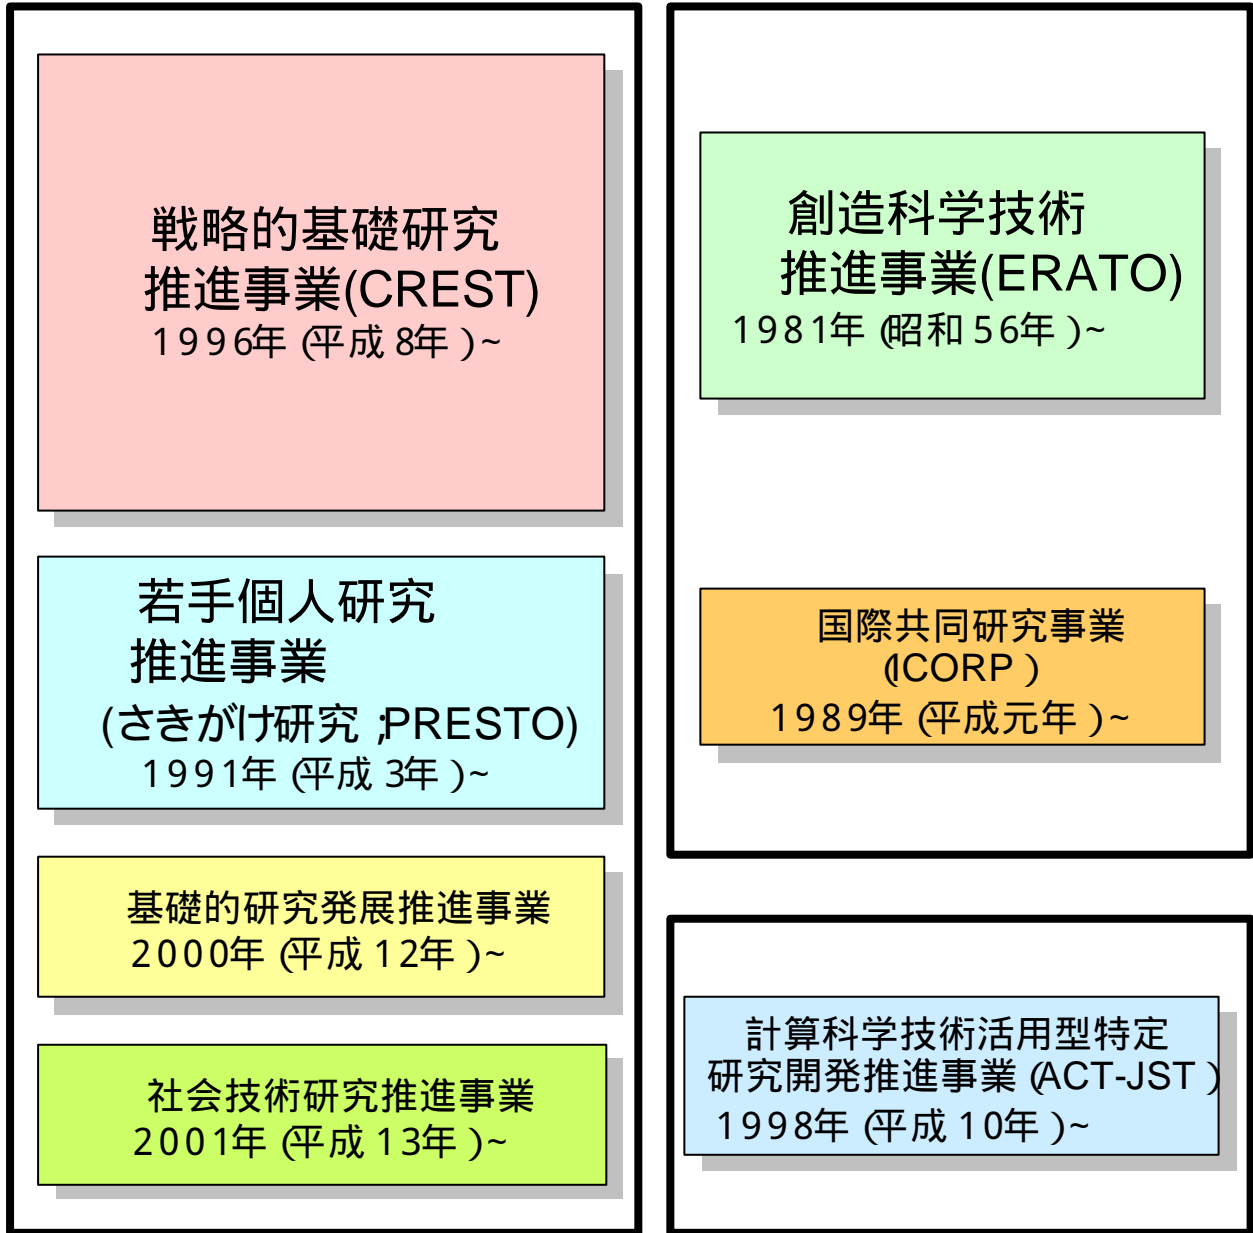 戦略的基礎研究
推進事業(CREST)
1996年(平成8年)~
若手個人研究
推進事業
(さきがけ研究;PRESTO)
1991年(平成3年)~
基礎的研究発展推進事業
2000年(平成12年)~
社会技術研究推進事業
2001年(平成13年)~
創造科学技術
推進事業(ERATO)
1981年(昭和56年)~
国際共同研究事業
(ICORP)
1989年(平成元年)~
計算科学技術活用型特定
研究開発推進事業(ACT-JST)
1998年(平成10年)~